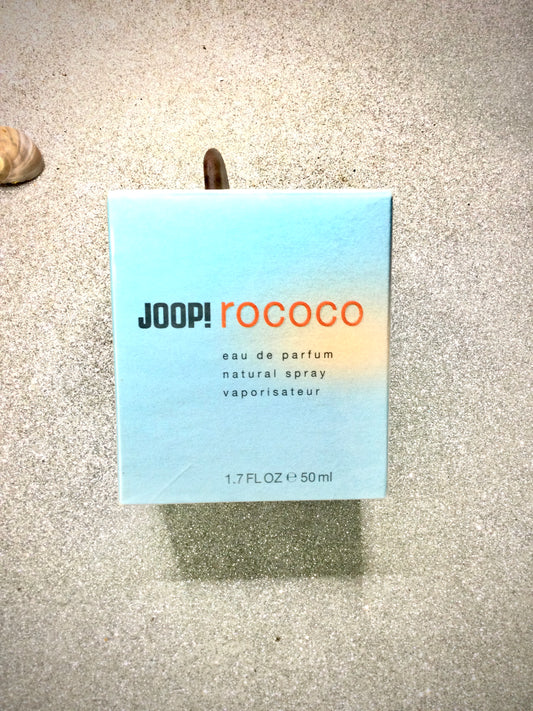 JOOP! rococo
eau de parfum
natural spray
vaporisateur
1.7 FL OZ ℮ 50 ml